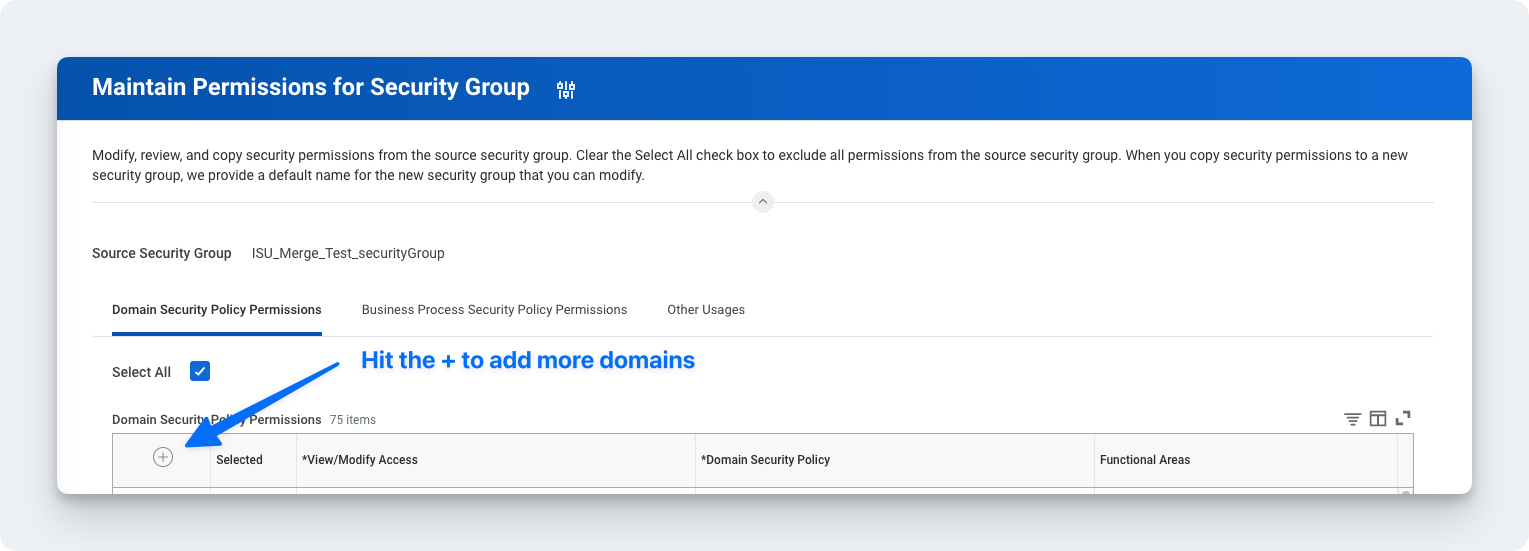 Maintain Permissions for Security Group
Modify, review, and copy security permissions from the source security group. Clear the Select All check box to exclude all permissions from the source security group. When you copy security permissions to a new
security group, we provide a default name for the new security group that you can modify.
Source Security Group ISU_Merge_Test_securityGroup
Domain Security Policy Permissions Business Process Security Policy Permissions Other Usages
Hit the + to add more domains
Select All
Domain Security Policy Permissions 75 items
Selected *View/Modify Access *Domain Security Policy Functional Areas